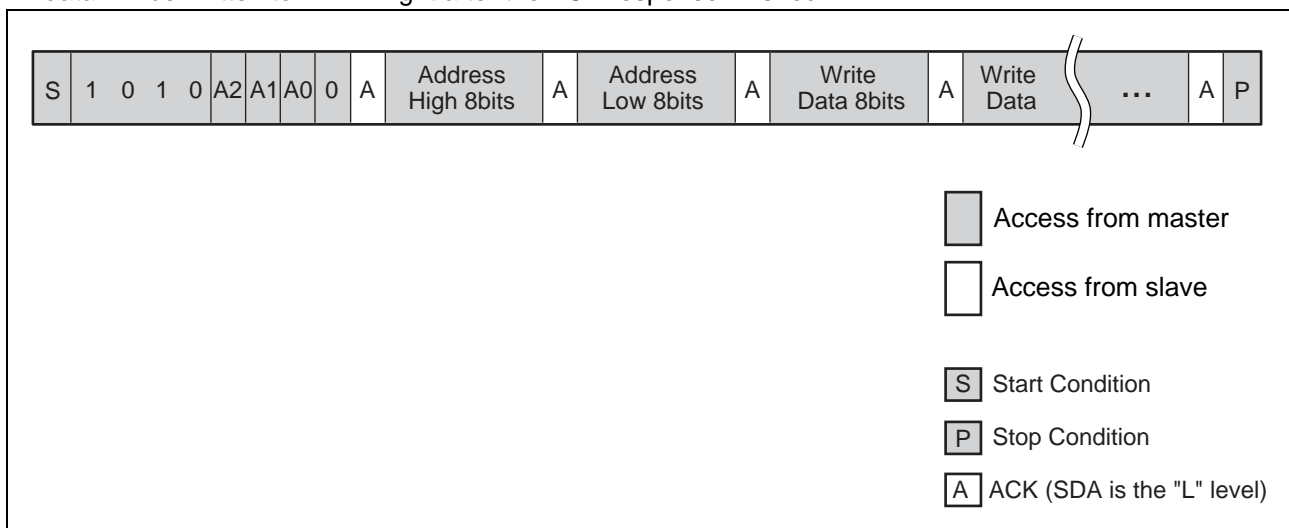 S 1 0 1 0 A2 A1 A0 0 A Address High 8bits A Address Low 8bits A Write Data 8bits A Write Data ... A P
Access from master
Access from slave
S Start Condition
P Stop Condition
A ACK (SDA is the "L" level)